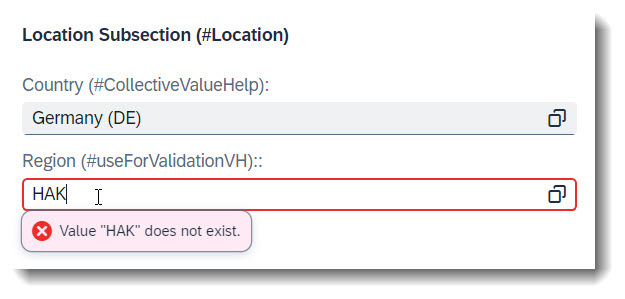 Location Subsection (#Location)
Country (#CollectiveValueHelp):
Germany (DE)
Region (#useForValidationVH)::
HAK
Value "HAK" does not exist.